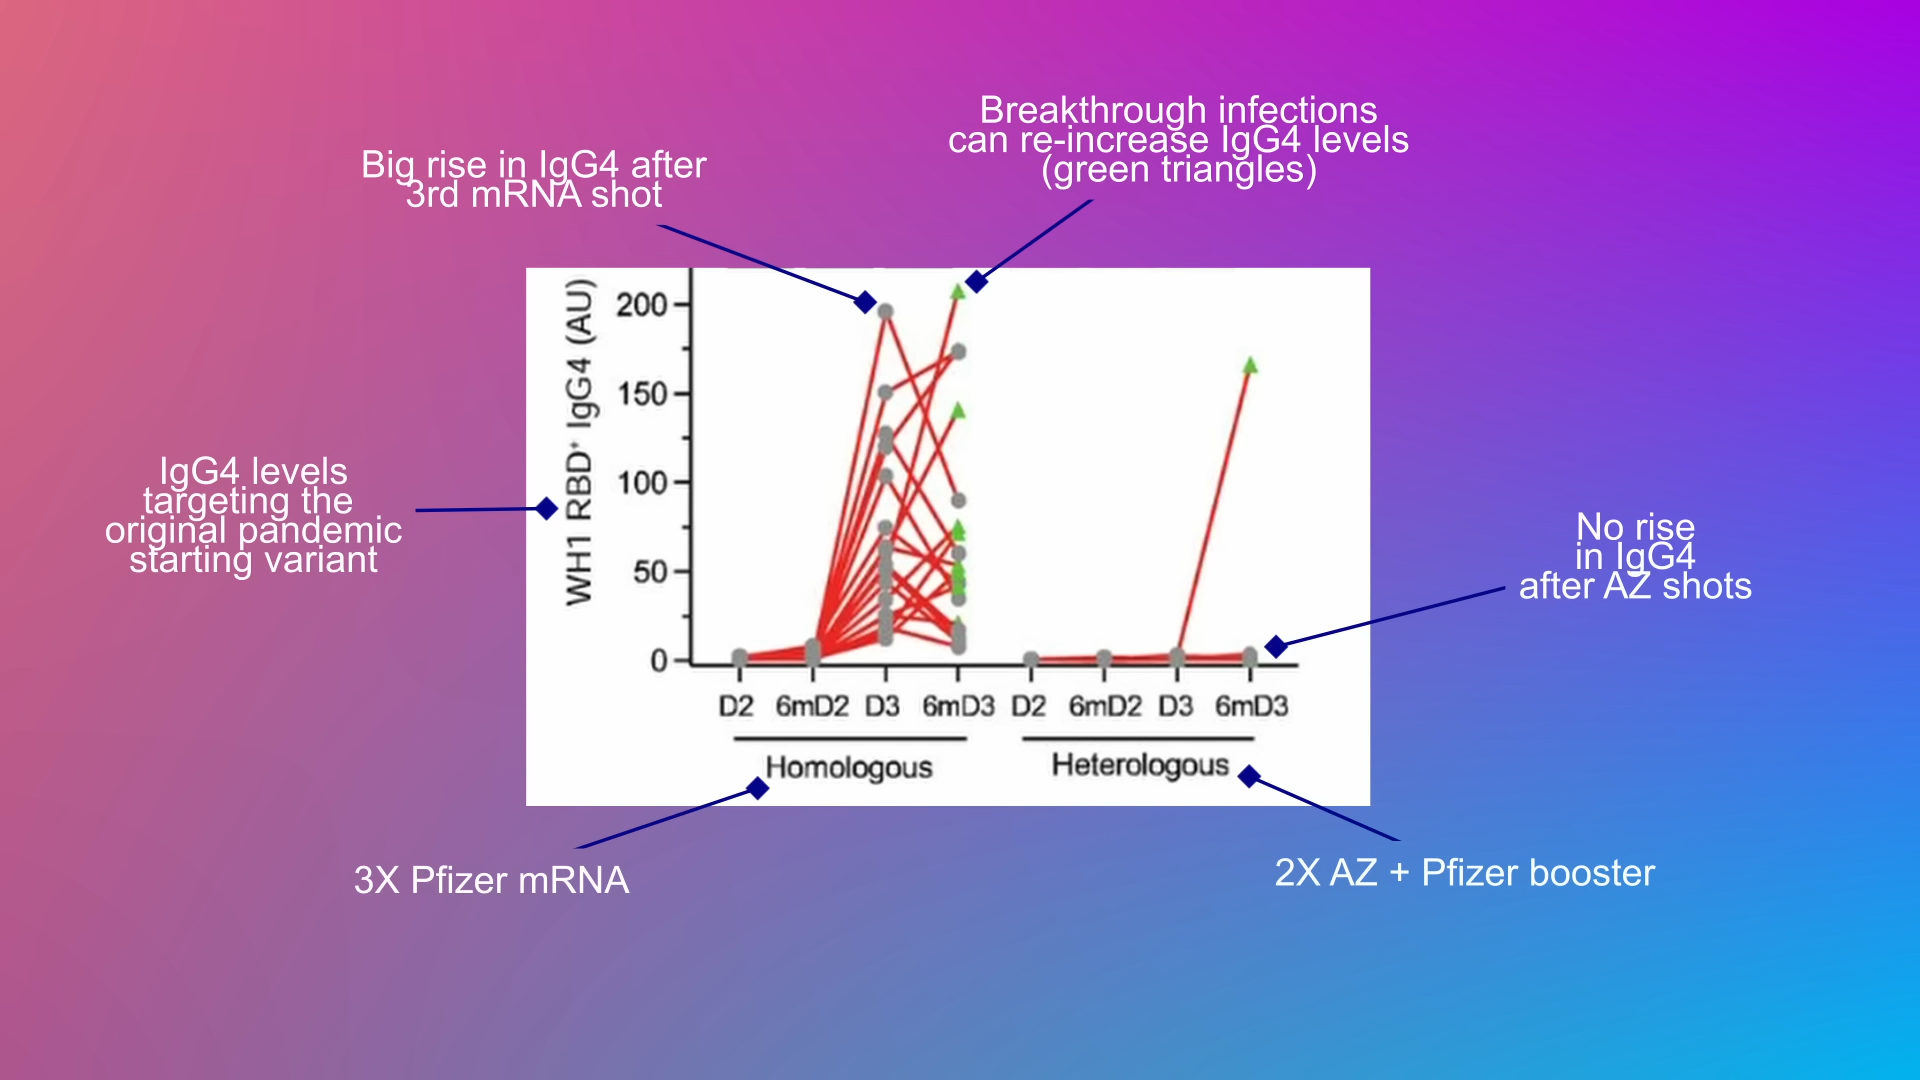 Breakthrough infections
can re-increase IgG4 levels
(green triangles)
Big rise in IgG4 after
3rd mRNA shot
IgG4 levels
targeting the
original pandemic
starting variant
WH1 RBD⁺ IgG4 (AU)
200
150
100
50
0
D2 6mD2 D3 6mD3 D2 6mD2 D3 6mD3
Homologous Heterologous
No rise
in IgG4
after AZ shots
3X Pfizer mRNA
2X AZ + Pfizer booster